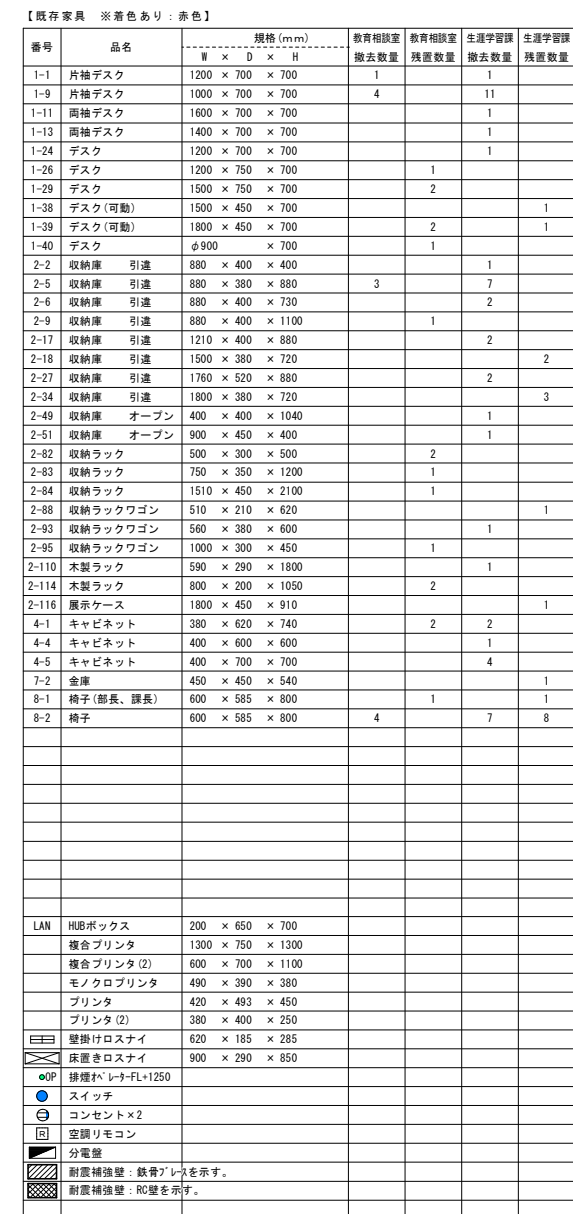 【既存家具　※着色あり：赤色】
番号 品名 規格(mm) 教育相談室 教育相談室 生涯学習課 生涯学習課
W × D × H 撤去数量 残置数量 撤去数量 残置数量
1-1 片袖デスク 1200 × 700 × 700 1 1
1-9 片袖デスク 1000 × 700 × 700 4 11
1-11 両袖デスク 1600 × 700 × 700 1
1-13 両袖デスク 1400 × 700 × 700 1
1-24 デスク 1200 × 700 × 700 1
1-26 デスク 1200 × 750 × 700 1
1-29 デスク 1500 × 750 × 700 2
1-38 デスク(可動) 1500 × 450 × 700 1
1-39 デスク(可動) 1800 × 450 × 700 2 1
1-40 デスク φ900 × 700 1
2-2 収納庫　引違 880 × 400 × 400 1
2-5 収納庫　引違 880 × 380 × 880 3 7
2-6 収納庫　引違 880 × 400 × 730 2
2-9 収納庫　引違 880 × 400 × 1100 1
2-17 収納庫　引違 1210 × 400 × 880 2
2-18 収納庫　引違 1500 × 380 × 720 2
2-27 収納庫　引違 1760 × 520 × 880 2
2-34 収納庫　引違 1800 × 380 × 720 3
2-49 収納庫　オープン 400 × 400 × 1040 1
2-51 収納庫　オープン 900 × 450 × 400 1
2-82 収納ラック 500 × 300 × 500 2
2-83 収納ラック 750 × 350 × 1200 1
2-84 収納ラック 1510 × 450 × 2100 1
2-88 収納ラックワゴン 510 × 210 × 620 1
2-93 収納ラックワゴン 560 × 380 × 600 1
2-95 収納ラックワゴン 1000 × 300 × 450 1
2-110 木製ラック 590 × 290 × 1800 1
2-114 木製ラック 800 × 200 × 1050 2
2-116 展示ケース 1800 × 450 × 910 1
4-1 キャビネット 380 × 620 × 740 2 2
4-4 キャビネット 400 × 600 × 600 1
4-5 キャビネット 400 × 700 × 700 4
7-2 金庫 450 × 450 × 540 1
8-1 椅子(部長、課長) 600 × 585 × 800 1 1
8-2 椅子 600 × 585 × 800 4 7 8
LAN HUBボックス 200 × 650 × 700
複合プリンタ 1300 × 750 × 1300
複合プリンタ(2) 600 × 700 × 1100
モノクロプリンタ 490 × 390 × 380
プリンタ 420 × 493 × 450
プリンタ(2) 380 × 400 × 250
壁掛けロスナイ 620 × 185 × 285
床置きロスナイ 900 × 290 × 850
OP 排煙ｵﾍﾟﾚｰﾀｰFL+1250
スイッチ
コンセント×2
R 空調リモコン
分電盤
耐震補強壁：鉄骨ﾌﾞﾚｰｽを示す。
耐震補強壁：RC壁を示す。